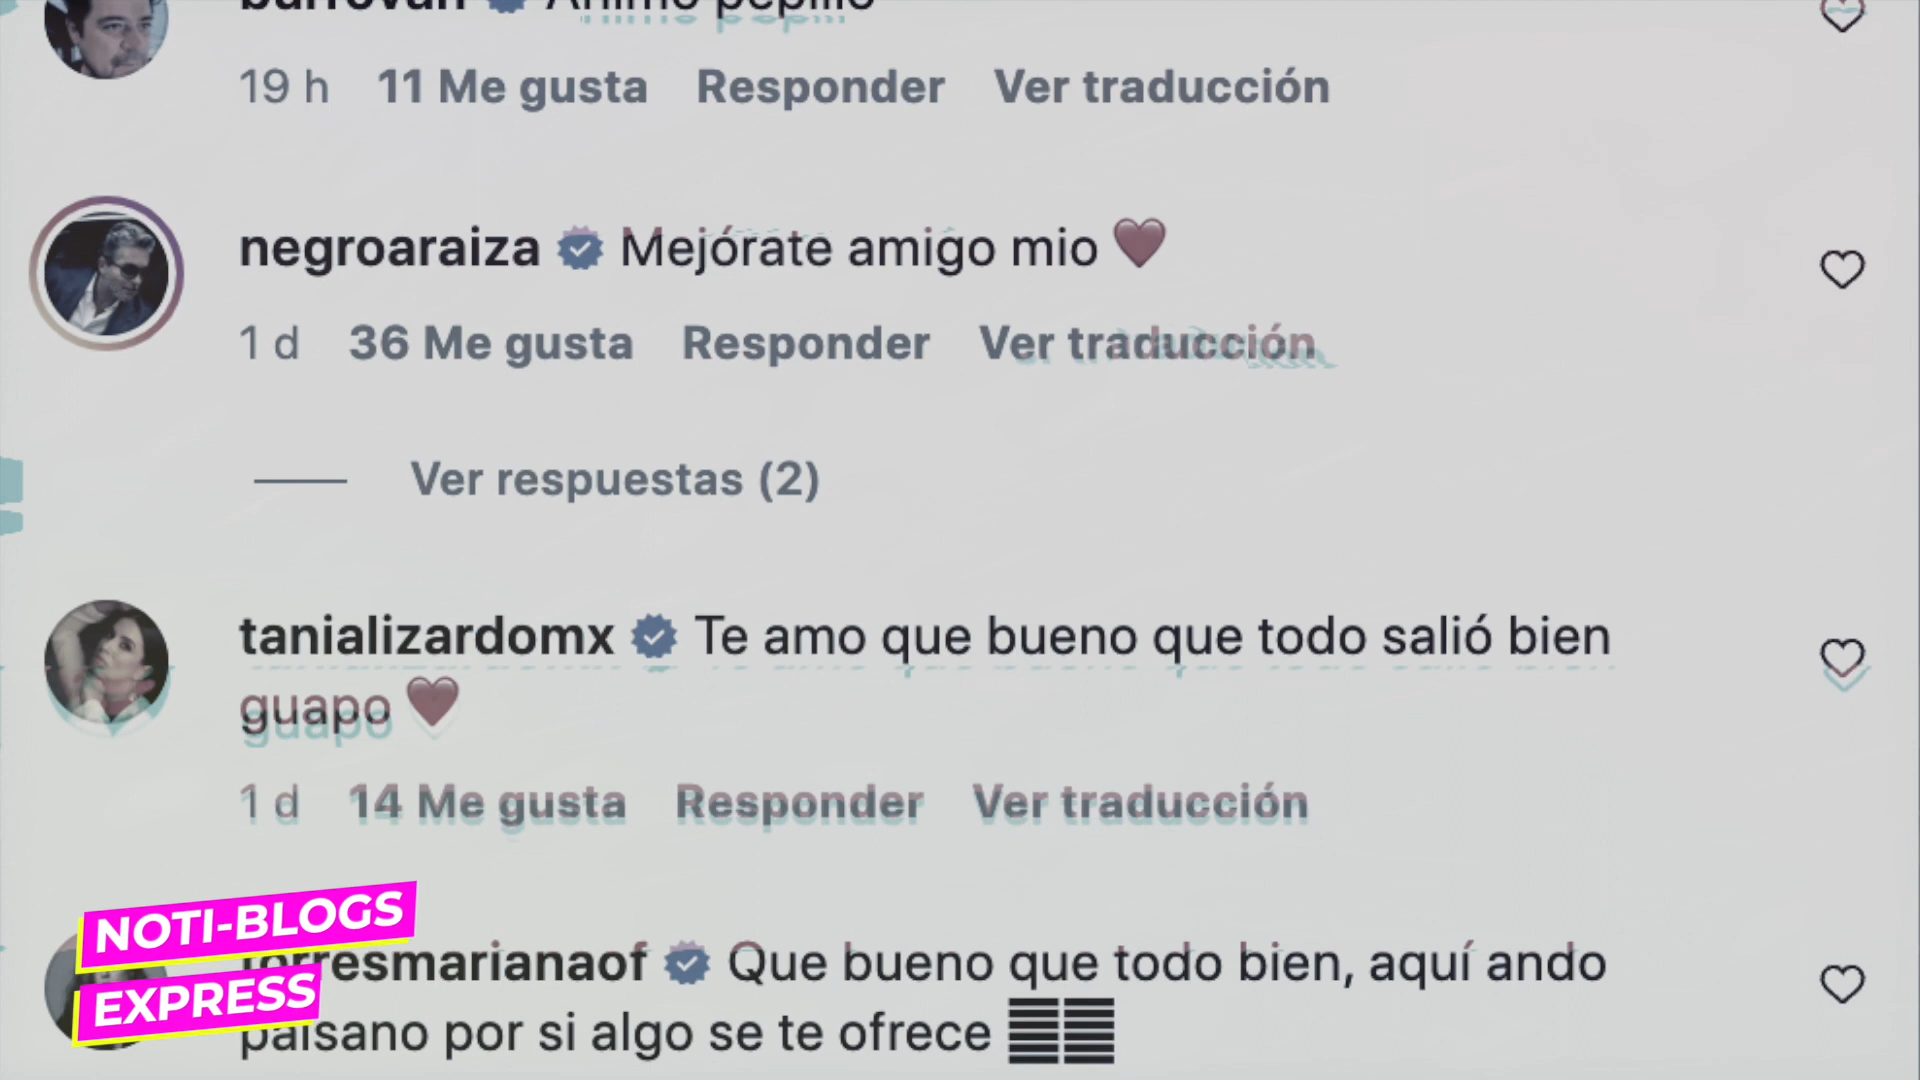 Ánimo pepillo
19 h 11 Me gusta Responder Ver traducción
negroaraiza Mejórate amigo mio
1 d 36 Me gusta Responder Ver traducción
Ver respuestas (2)
tanializardomx Te amo que bueno que todo salió bien
guapo
1 d 14 Me gusta Responder Ver traducción
NOTI-BLOGS
EXPRESS
torresmarianaof Que bueno que todo bien, aquí ando
paisano por si algo se te ofrece